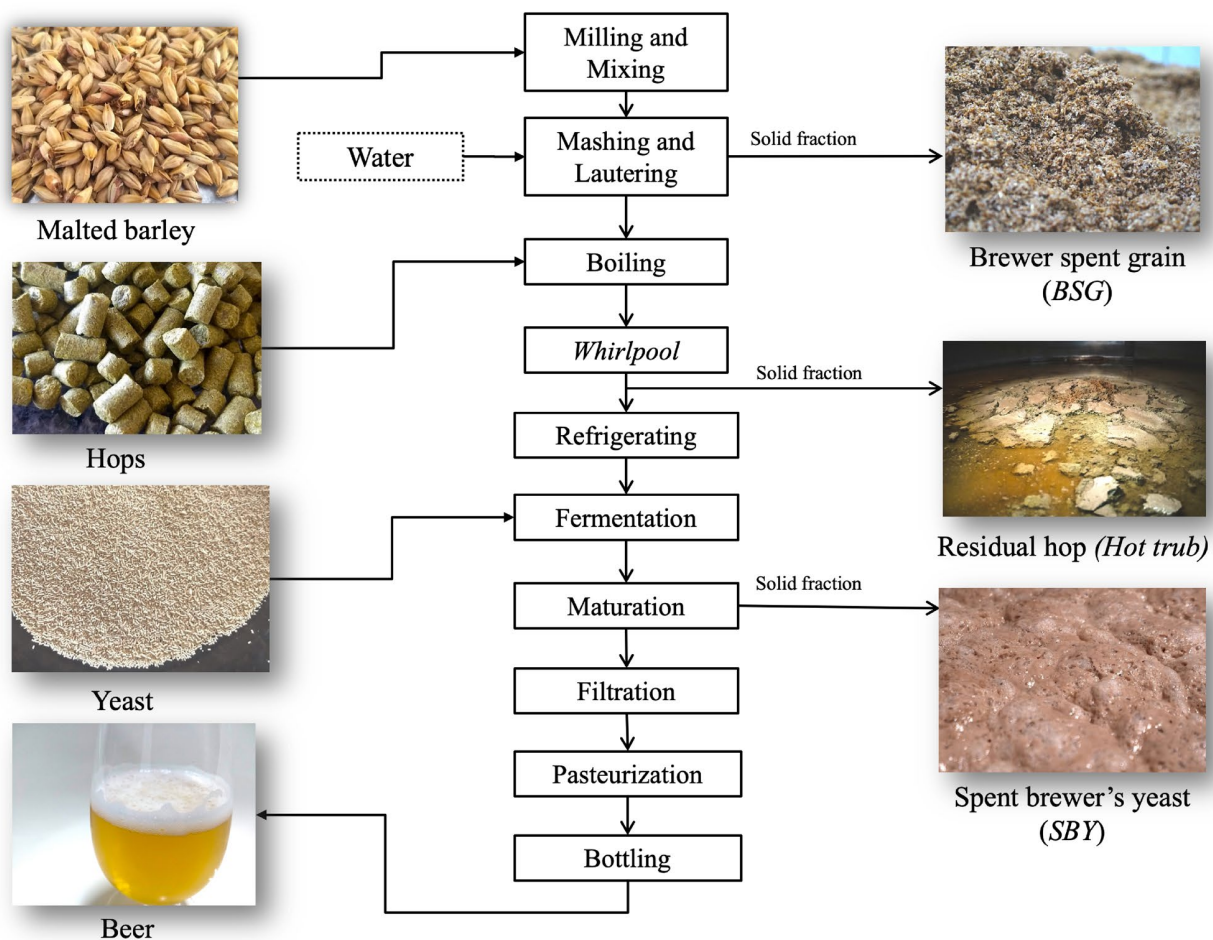 Milling and
Mixing
Malted barley
Water
Mashing and
Lautering
Solid fraction
Brewer spent grain
(BSG)
Boiling
Hops
Whirlpool
Solid fraction
Residual hop (Hot trub)
Refrigerating
Fermentation
Yeast
Maturation
Solid fraction
Spent brewer’s yeast
(SBY)
Filtration
Pasteurization
Bottling
Beer